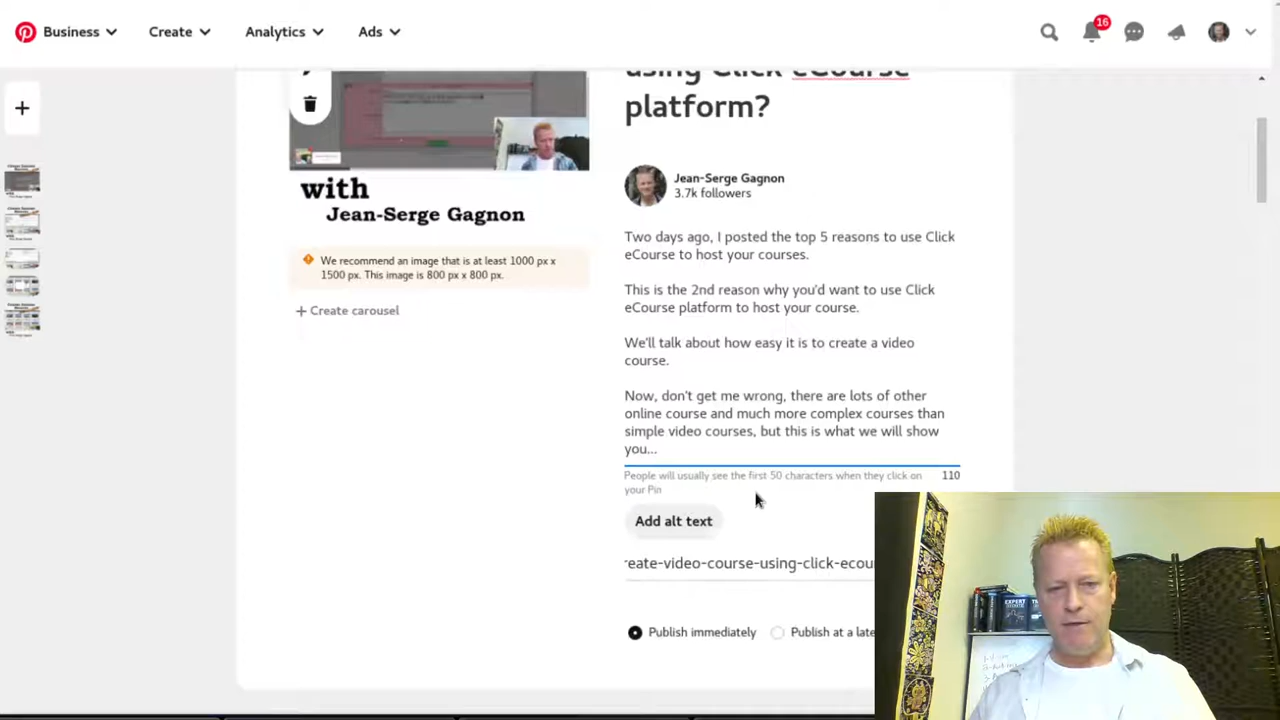 Business
Create
Analytics
Ads
16
using Click eCourse
platform?
with
Jean-Serge Gagnon
Jean-Serge Gagnon
3.7k followers
We recommend an image that is at least 1000 px x
1500 px. This image is 800 px x 800 px.
Create carousel
Two days ago, I posted the top 5 reasons to use Click
eCourse to host your courses.
This is the 2nd reason why you'd want to use Click
eCourse platform to host your course.
We'll talk about how easy it is to create a video
course.
Now, don't get me wrong, there are lots of other
online course and much more complex courses than
simple video courses, but this is what we will show
you...
People will usually see the first 50 characters when they click on
your Pin
110
Add alt text
reate-video-course-using-click-ecou
Publish immediately
Publish at a late
EXPERT